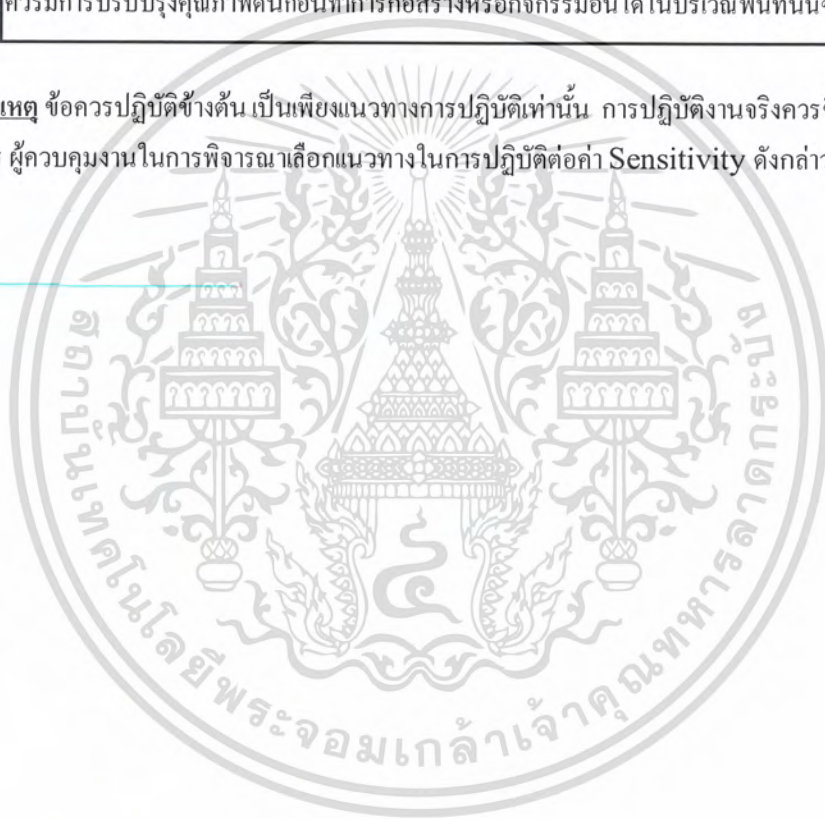 ควรมีการปรับปรุงคุณภาพดินก่อนทำการก่อสร้างหรือกิจกรรมอื่นใดในบริเวณพื้นที่นั้น
เหตุ ข้อควรปฏิบัติข้างต้น เป็นเพียงแนวทางการปฏิบัติเท่านั้น การปฏิบัติงานจริงควร
ผู้ควบคุมงานในการพิจารณาเลือกแนวทางในการปฏิบัติต่อค่า Sensitivity ดังกล่าว
สถาบันเทคโนโลยีพระจอมเกล้าเจ้าคุณทหารลาดกระบัง